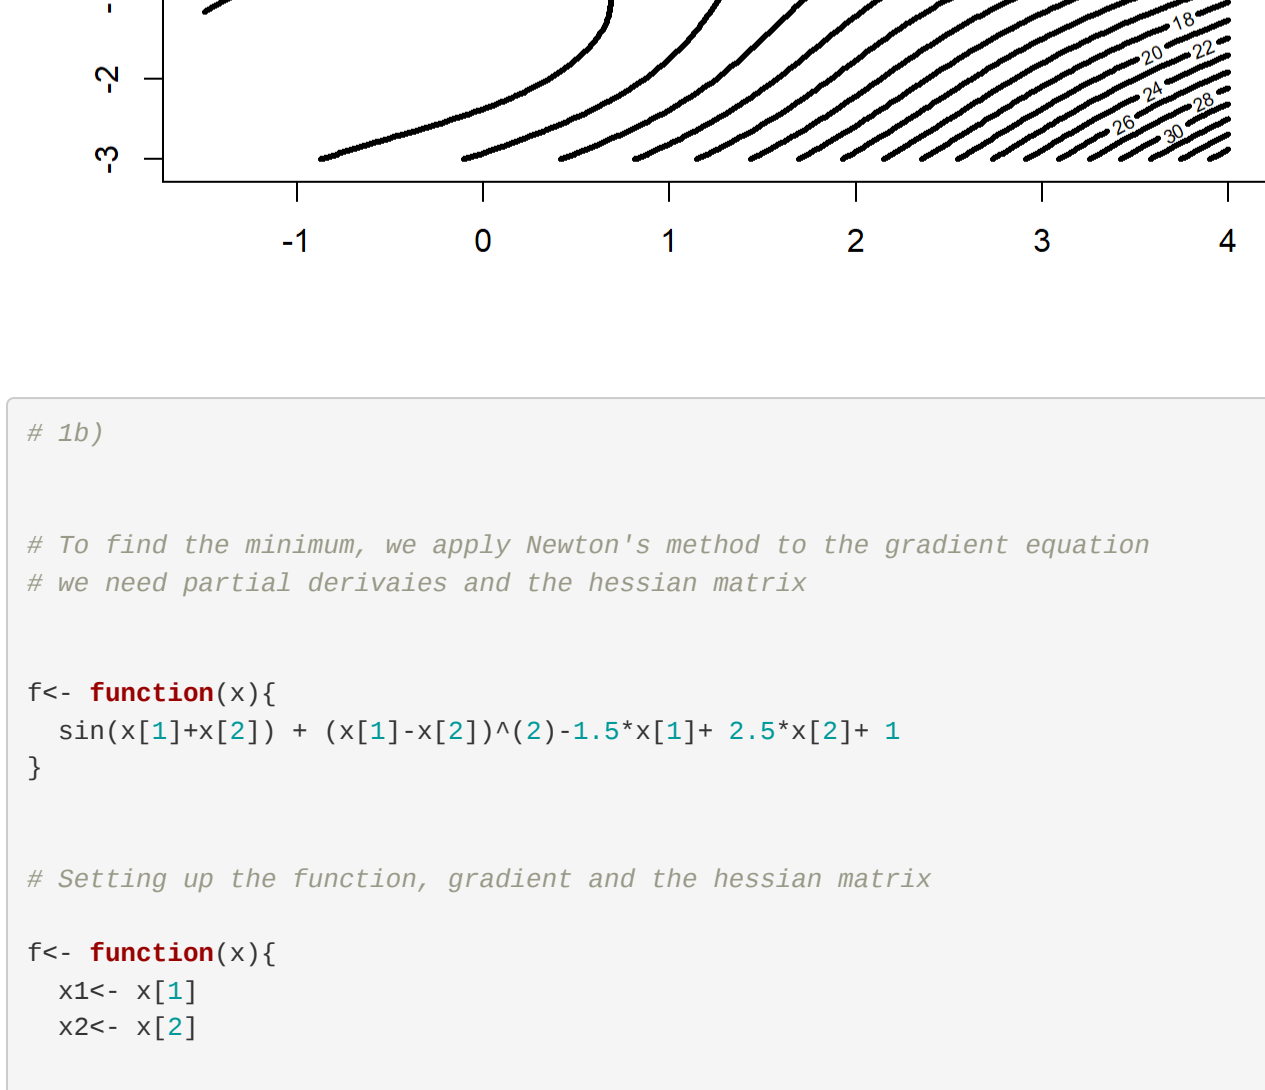 -
18
20
22
-2
24
28
26
30
-3
-1 0 1 2 3 4
# 1b)
# To find the minimum, we apply Newton's method to the gradient equation
# we need partial derivaies and the hessian matrix
f<- function(x){
  sin(x[1]+x[2]) + (x[1]-x[2])^(2)-1.5*x[1]+ 2.5*x[2]+ 1
}
# Setting up the function, gradient and the hessian matrix
f<- function(x){
  x1<- x[1]
  x2<- x[2]